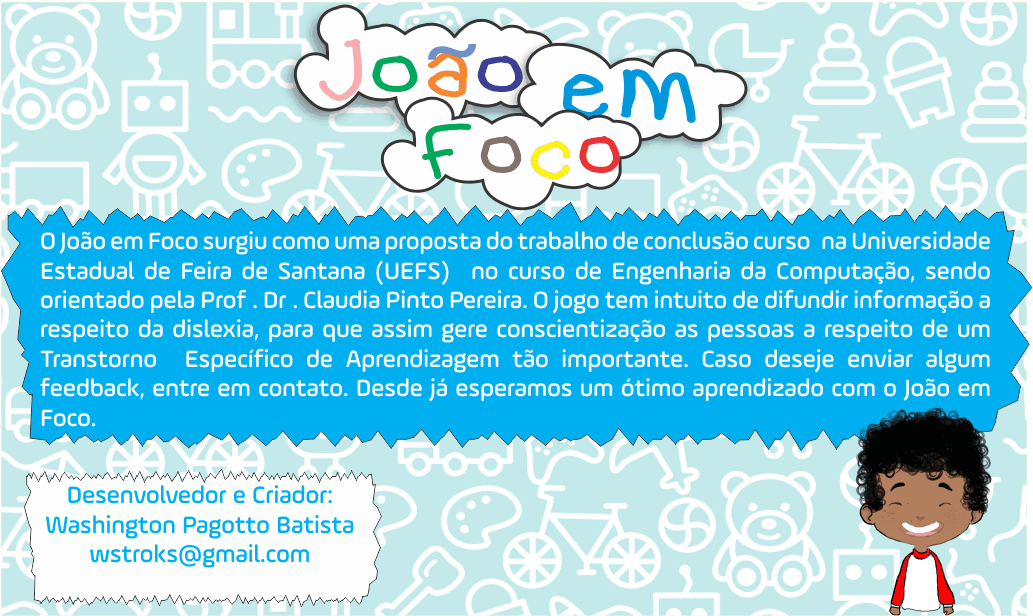 João em
Foco
O João em Foco surgiu como uma proposta do trabalho de conclusão curso na Universidade
Estadual de Feira de Santana (UEFS) no curso de Engenharia da Computação, sendo
orientado pela Prof . Dr . Claudia Pinto Pereira. O jogo tem intuito de difundir informação a
respeito da dislexia, para que assim gere conscientização as pessoas a respeito de um
Transtorno Específico de Aprendizagem tão importante. Caso deseje enviar algum
feedback, entre em contato. Desde já esperamos um ótimo aprendizado com o João em
Foco.
Desenvolvedor e Criador:
Washington Pagotto Batista
wstroks@gmail.com